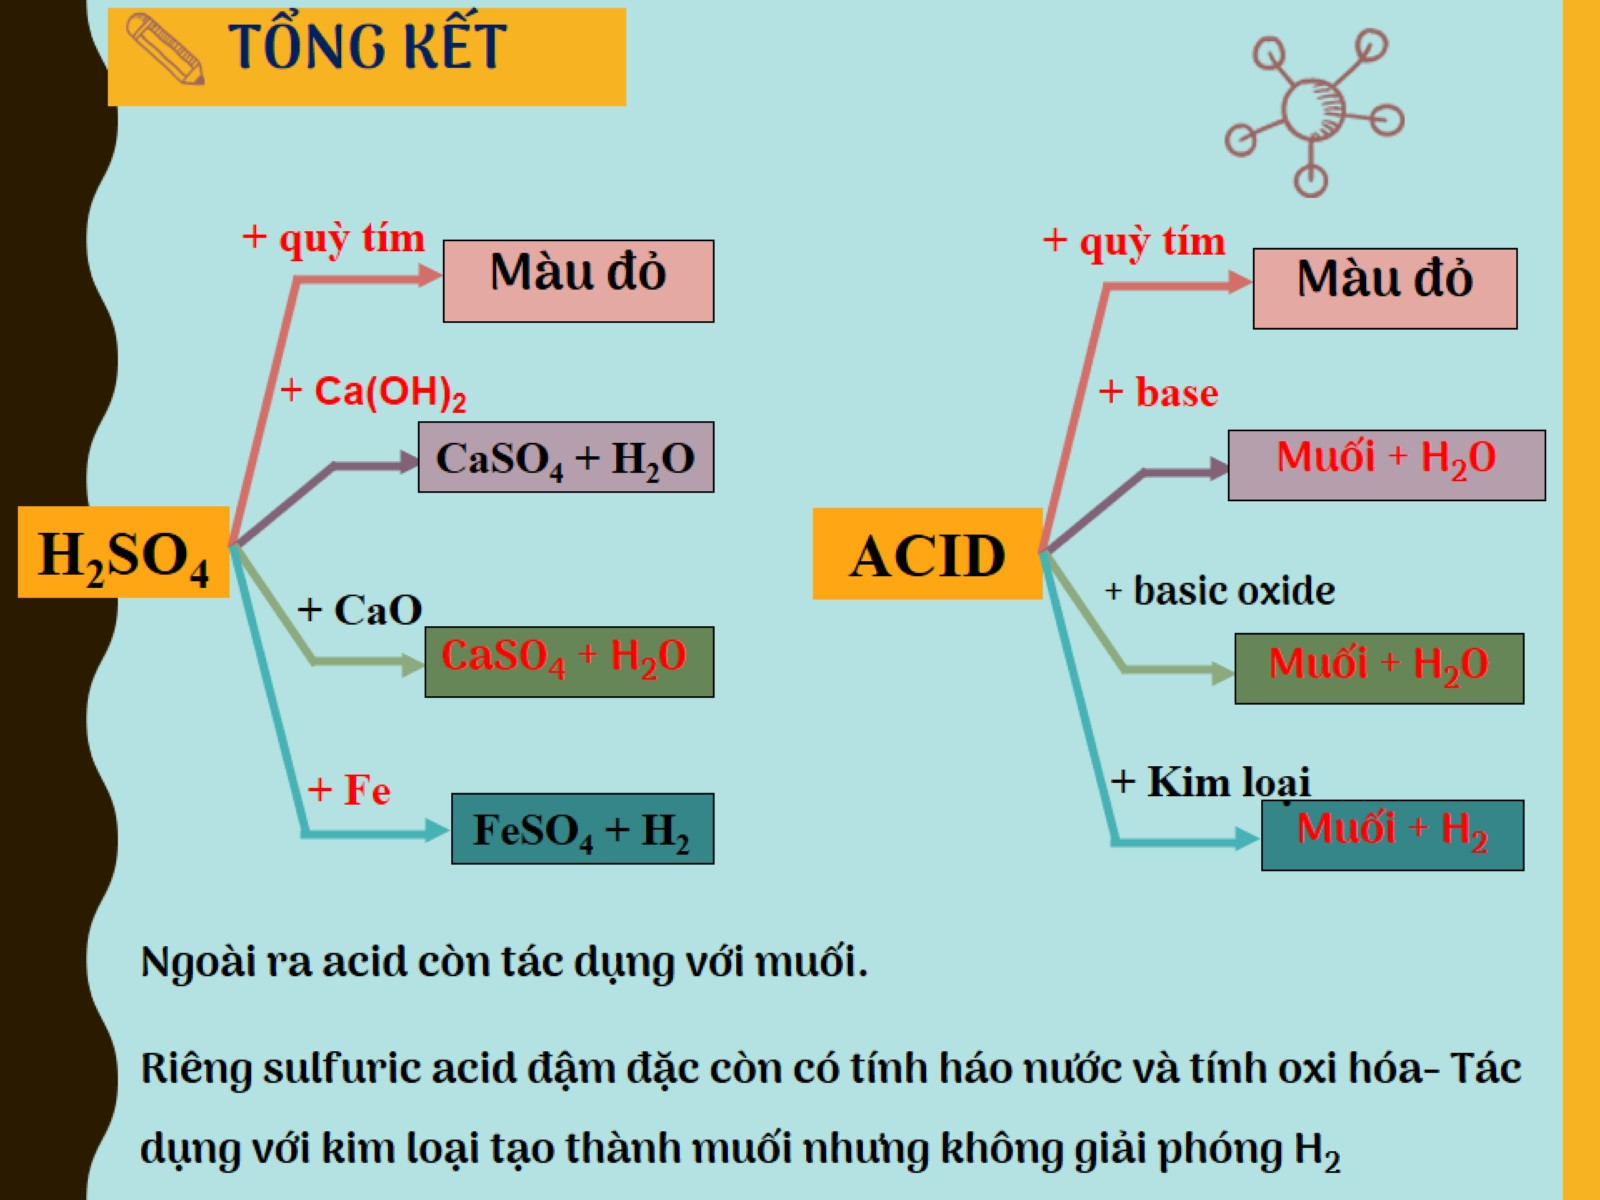 TỔNG KẾT
+ quỳ tím
Màu đỏ
+ Ca(OH)₂
CaSO₄ + H₂O
H₂SO₄
+ CaO
CaSO₄ + H₂O
+ Fe
FeSO₄ + H₂
+ quỳ tím
Màu đỏ
+ base
Muối + H₂O
ACID
+ basic oxide
Muối + H₂O
+ Kim loại
Muối + H₂
Ngoài ra acid còn tác dụng với muối.
Riêng sulfuric acid đậm đặc còn có tính háo nước và tính oxi hóa- Tác
dụng với kim loại tạo thành muối nhưng không giải phóng H₂